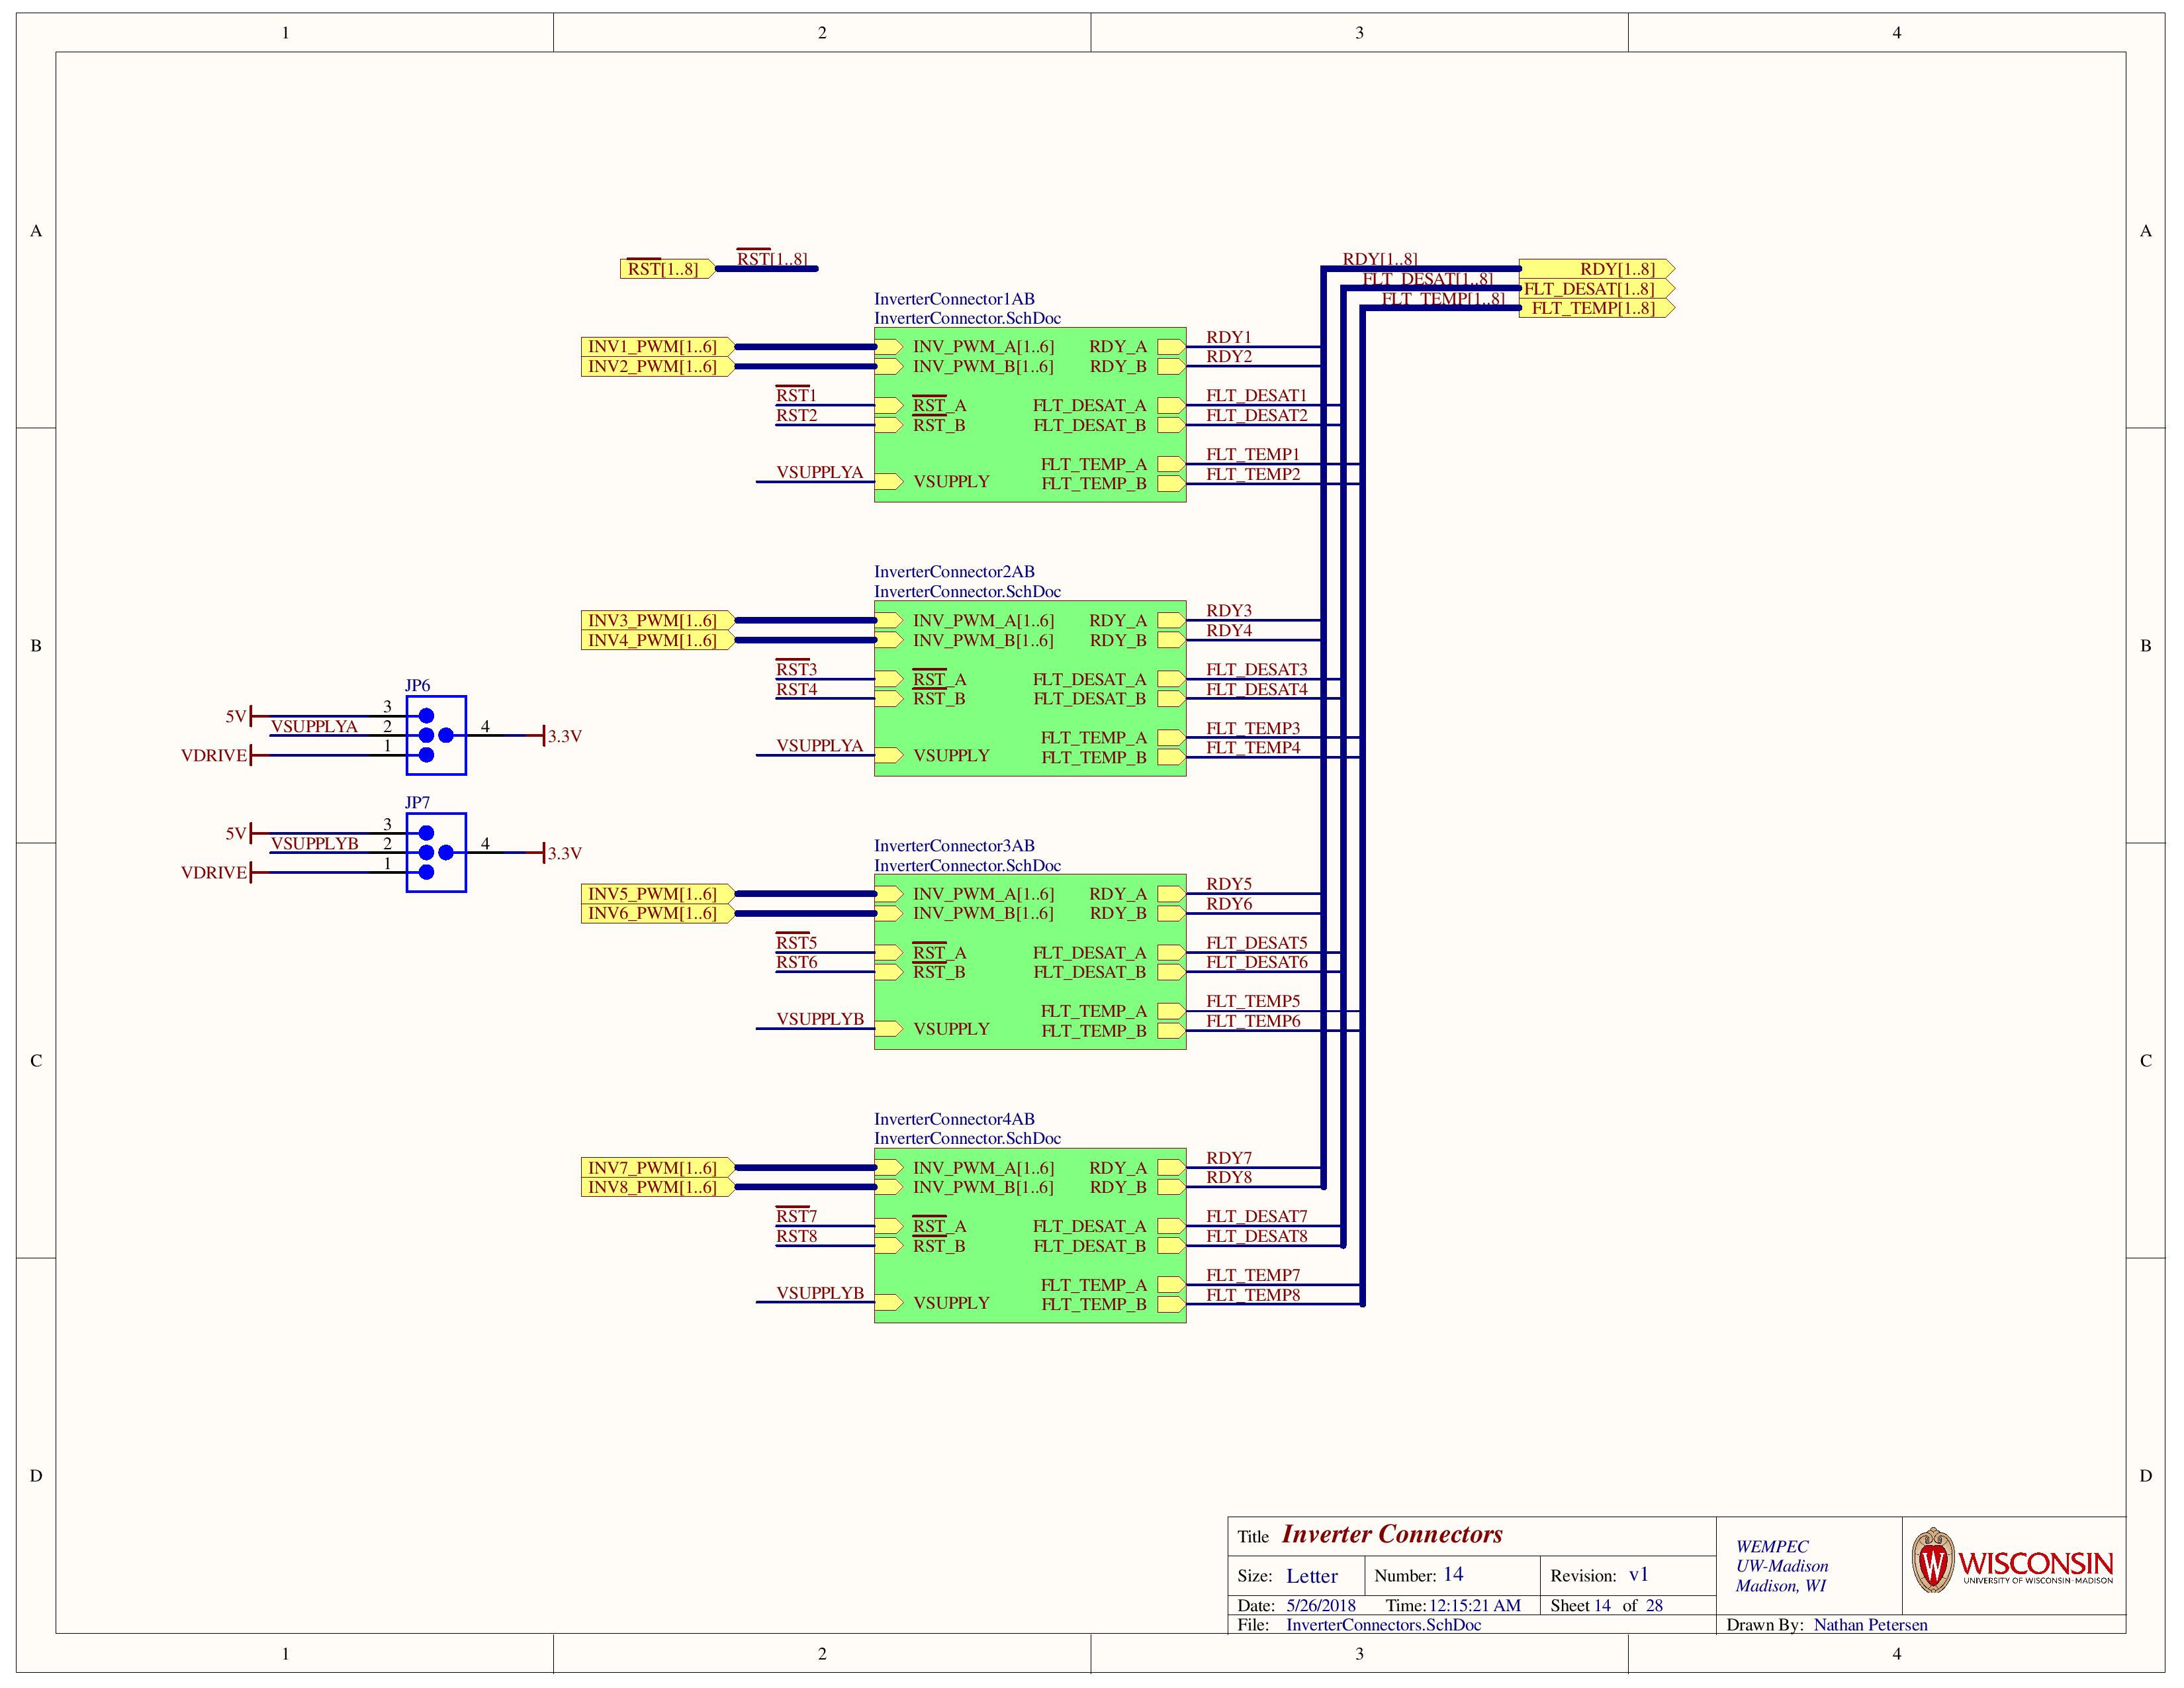 1 2 3 4
A A
RST[1..8] RST[1..8]
RDY[1..8] RDY[1..8]
FLT_DESAT[1..8] FLT_DESAT[1..8]
FLT_TEMP[1..8] FLT_TEMP[1..8]
InverterConnector1AB
InverterConnector.SchDoc
INV1_PWM[1..6] INV_PWM_A[1..6] RDY_A RDY1
INV2_PWM[1..6] INV_PWM_B[1..6] RDY_B RDY2
RST1 RST_A FLT_DESAT_A FLT_DESAT1
RST2 RST_B FLT_DESAT_B FLT_DESAT2
FLT_TEMP_A FLT_TEMP1
VSUPPLYA VSUPPLY FLT_TEMP_B FLT_TEMP2
InverterConnector2AB
InverterConnector.SchDoc
INV3_PWM[1..6] INV_PWM_A[1..6] RDY_A RDY3
INV4_PWM[1..6] INV_PWM_B[1..6] RDY_B RDY4
B B
RST3 RST_A FLT_DESAT_A FLT_DESAT3
RST4 RST_B FLT_DESAT_B FLT_DESAT4
FLT_TEMP_A FLT_TEMP3
VSUPPLYA VSUPPLY FLT_TEMP_B FLT_TEMP4
JP6
5V 3
VSUPPLYA 2 4 3.3V
VDRIVE 1
JP7
5V 3
VSUPPLYB 2 4 3.3V
VDRIVE 1
InverterConnector3AB
InverterConnector.SchDoc
INV5_PWM[1..6] INV_PWM_A[1..6] RDY_A RDY5
INV6_PWM[1..6] INV_PWM_B[1..6] RDY_B RDY6
RST5 RST_A FLT_DESAT_A FLT_DESAT5
RST6 RST_B FLT_DESAT_B FLT_DESAT6
FLT_TEMP_A FLT_TEMP5
VSUPPLYB VSUPPLY FLT_TEMP_B FLT_TEMP6
C C
InverterConnector4AB
InverterConnector.SchDoc
INV7_PWM[1..6] INV_PWM_A[1..6] RDY_A RDY7
INV8_PWM[1..6] INV_PWM_B[1..6] RDY_B RDY8
RST7 RST_A FLT_DESAT_A FLT_DESAT7
RST8 RST_B FLT_DESAT_B FLT_DESAT8
FLT_TEMP_A FLT_TEMP7
VSUPPLYB VSUPPLY FLT_TEMP_B FLT_TEMP8
D D
Title Inverter Connectors
Size: Letter Number: 14 Revision: v1
Date: 5/26/2018 Time: 12:15:21 AM Sheet 14 of 28
File: InverterConnectors.SchDoc
WEMPEC
UW-Madison
Madison, WI
W WISCONSIN
UNIVERSITY OF WISCONSIN-MADISON
Drawn By: Nathan Petersen
1 2 3 4